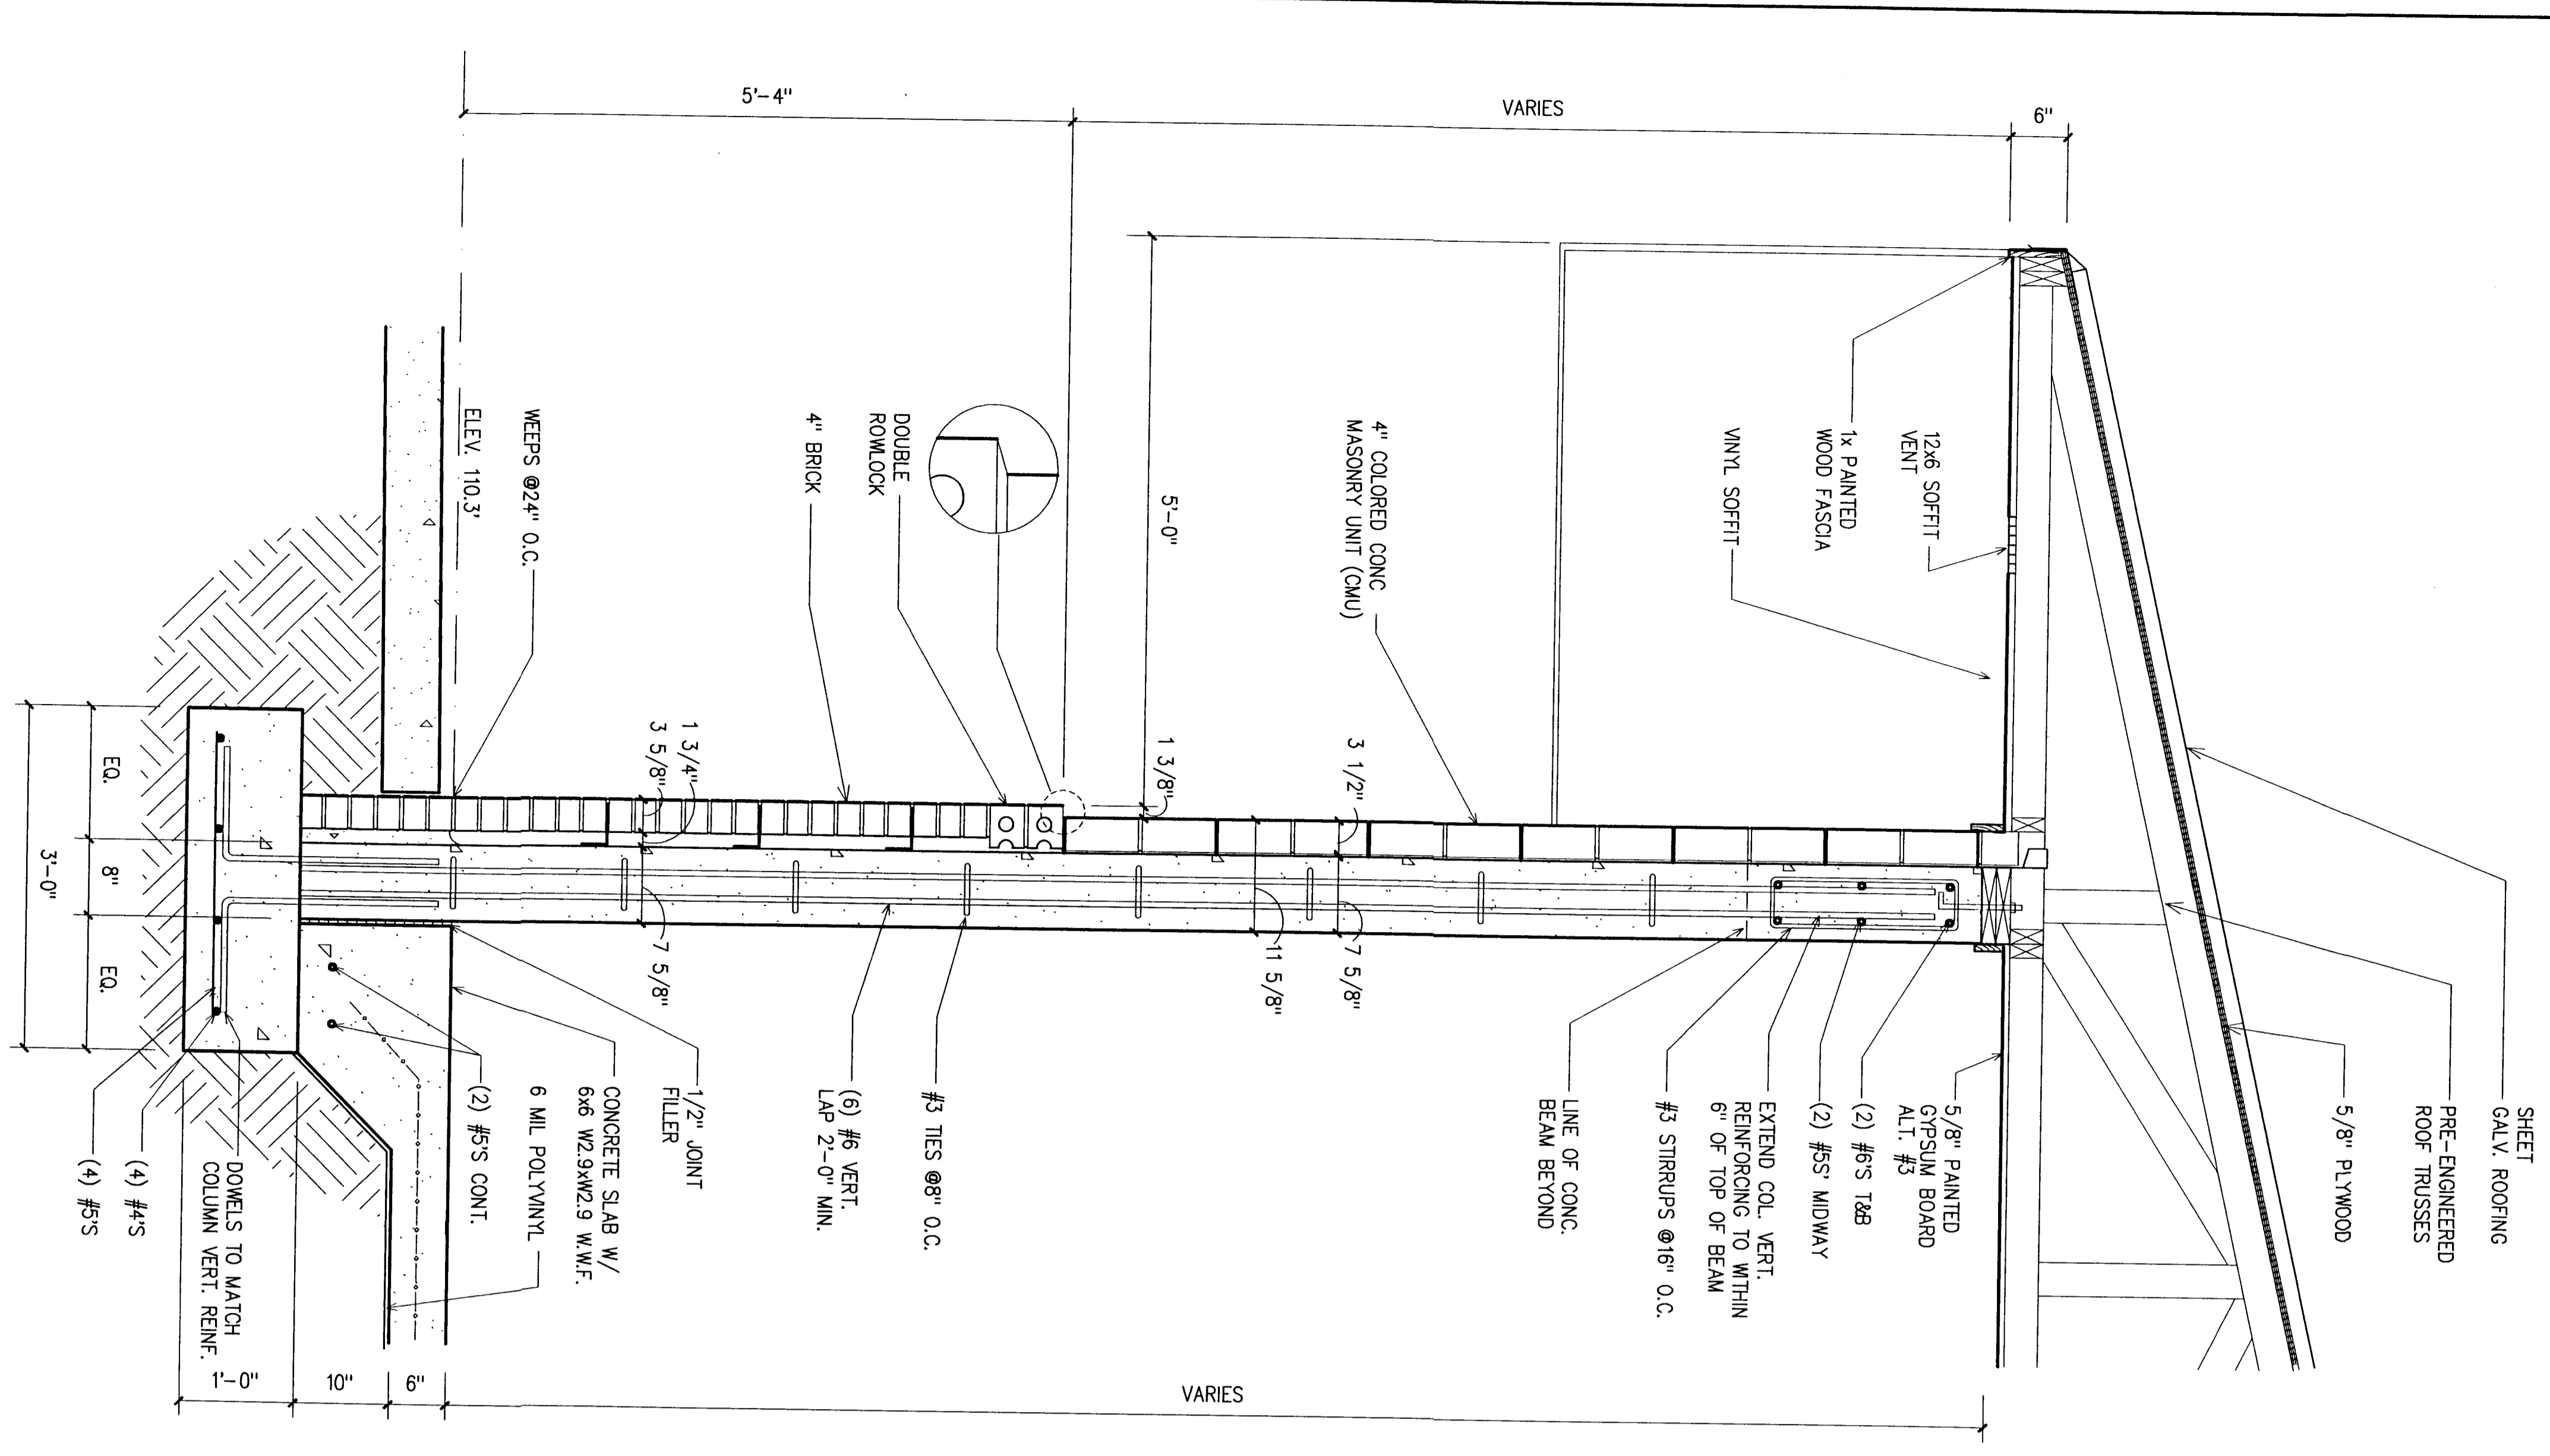 SHEET
GALV. ROOFING
PRE-ENGINEERED
ROOF TRUSSES
5/8" PLYWOOD
6"
VARIES
5'-4"
12x6 SOFFIT
VENT
1x PAINTED
WOOD FASCIA
VINYL SOFFIT
4" COLORED CONC
MASONRY UNIT (CMU)
5'-0"
DOUBLE
ROWLOCK
4" BRICK
WEEPS @24" O.C.
ELEV. 110.3'
3 1/2"
1 3/8"
1 3/4"
3 5/8"
7 5/8"
11 5/8"
7 5/8"
5/8" PAINTED
GYPSUM BOARD
ALT. #3
(2) #6'S T&B
(2) #5S' MIDWAY
EXTEND COL. VERT.
REINFORCING TO WITHIN
6" OF TOP OF BEAM
#3 STIRRUPS @16" O.C.
LINE OF CONC.
BEAM BEYOND
#3 TIES @8" O.C.
(6) #6 VERT.
LAP 2'-0" MIN.
1/2" JOINT
FILLER
CONCRETE SLAB W/
6x6 W2.9xW2.9 W.W.F.
6 MIL POLYVINYL
(2) #5'S CONT.
DOWELS TO MATCH
COLUMN VERT. REINF.
(4) #4'S
(4) #5'S
VARIES
6"
10"
1'-0"
EQ.
8"
EQ.
3'-0"